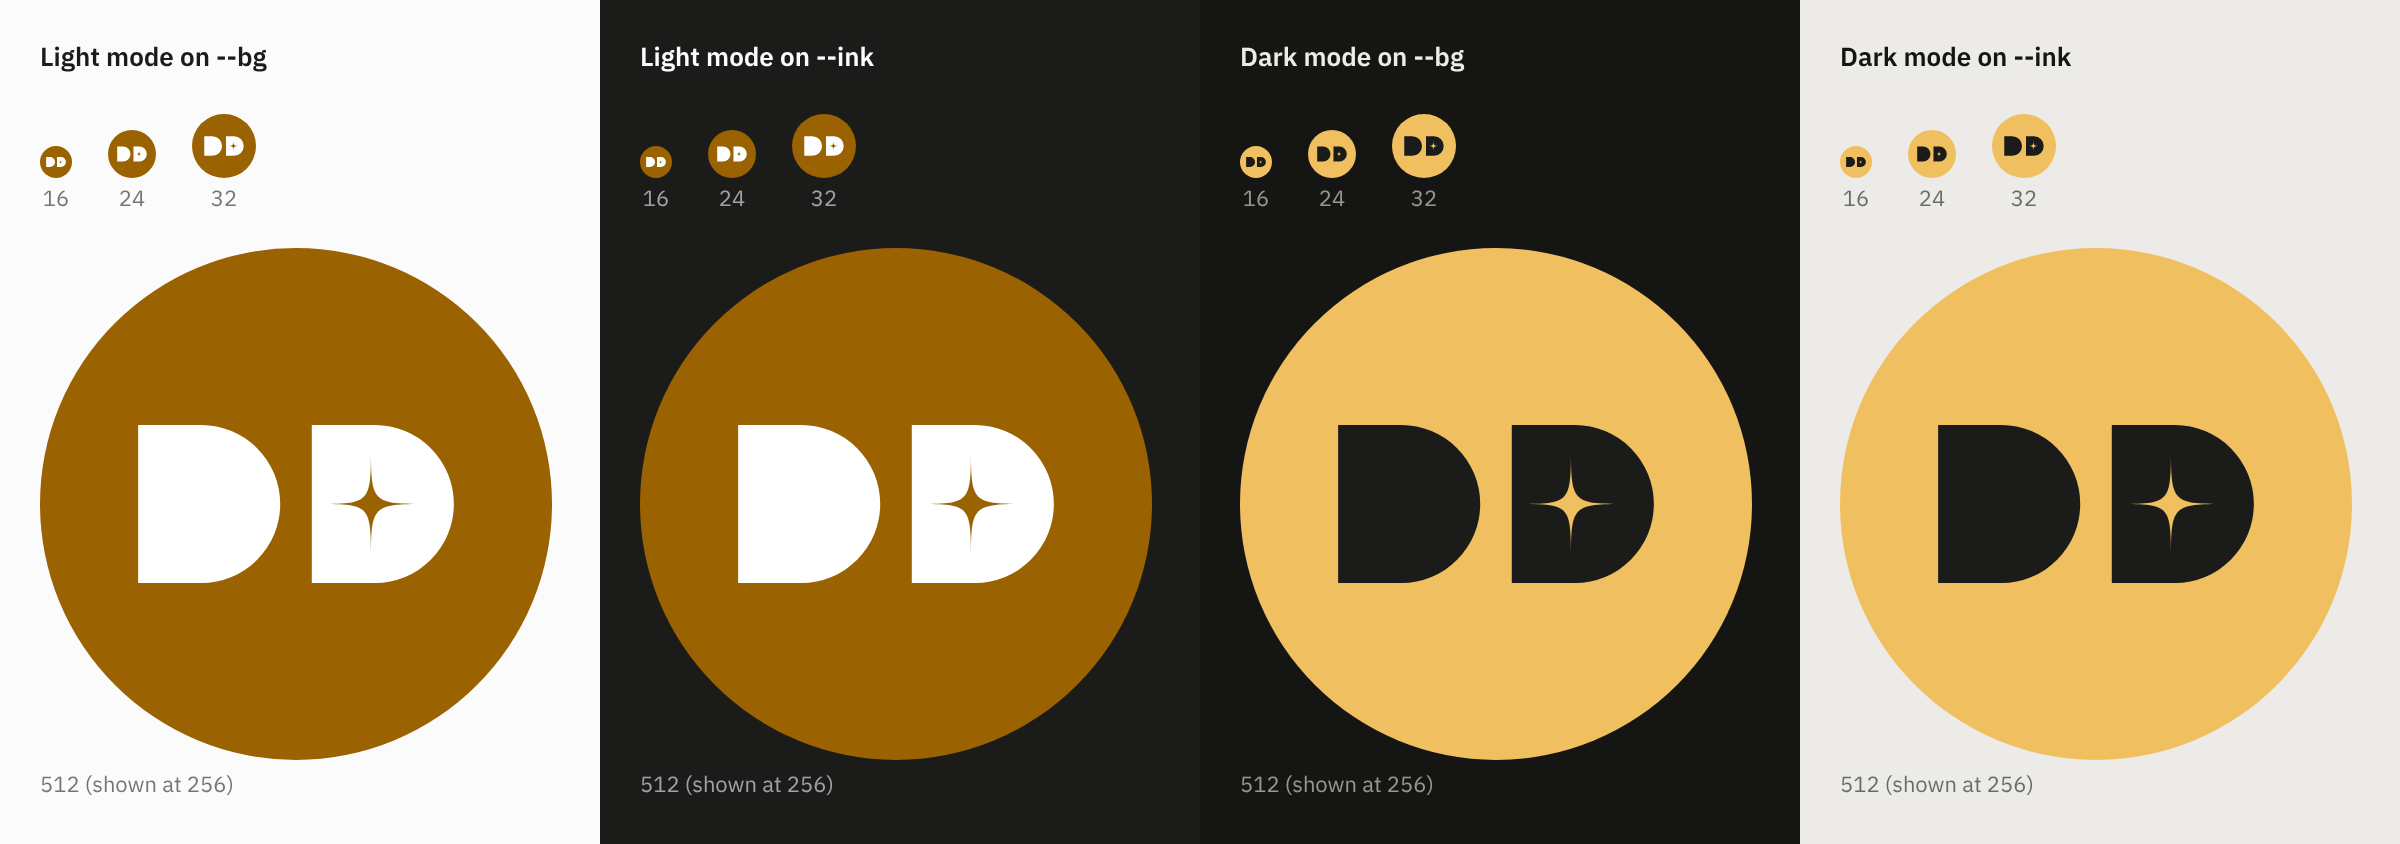 Light mode on --bg
16 24 32
512 (shown at 256)
Light mode on --ink
16 24 32
512 (shown at 256)
Dark mode on --bg
16 24 32
512 (shown at 256)
Dark mode on --ink
16 24 32
512 (shown at 256)